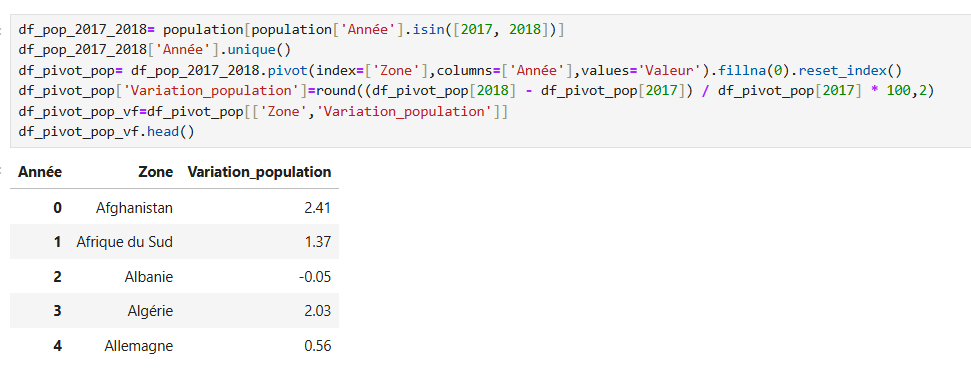 df_pop_2017_2018= population[population['Année'].isin([2017, 2018])]
df_pop_2017_2018['Année'].unique()
df_pivot_pop= df_pop_2017_2018.pivot(index=['Zone'],columns=['Année'],values='Valeur').fillna(0).reset_index()
df_pivot_pop['Variation_population']=round((df_pivot_pop[2018] - df_pivot_pop[2017]) / df_pivot_pop[2017] * 100,2)
df_pivot_pop_vf=df_pivot_pop[['Zone','Variation_population']]
df_pivot_pop_vf.head()
Année Zone Variation_population
0 Afghanistan 2.41
1 Afrique du Sud 1.37
2 Albanie -0.05
3 Algérie 2.03
4 Allemagne 0.56